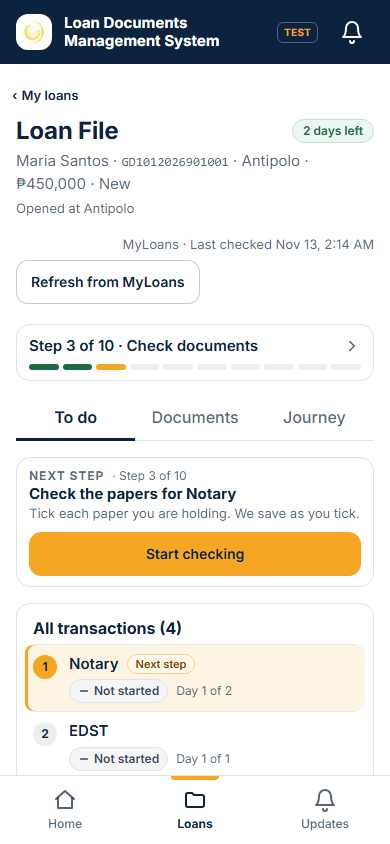 Loan Documents
Management System
TEST
‹ My loans
Loan File
2 days left
Maria Santos · GD1012026901001 · Antipolo ·
₱450,000 · New
Opened at Antipolo
MyLoans · Last checked Nov 13, 2:14 AM
Refresh from MyLoans
Step 3 of 10 · Check documents
To do
Documents
Journey
NEXT STEP · Step 3 of 10
Check the papers for Notary
Tick each paper you are holding. We save as you tick.
Start checking
All transactions (4)
1
Notary
Next step
– Not started
Day 1 of 2
2
EDST
– Not started
Day 1 of 1
Home
Loans
Updates